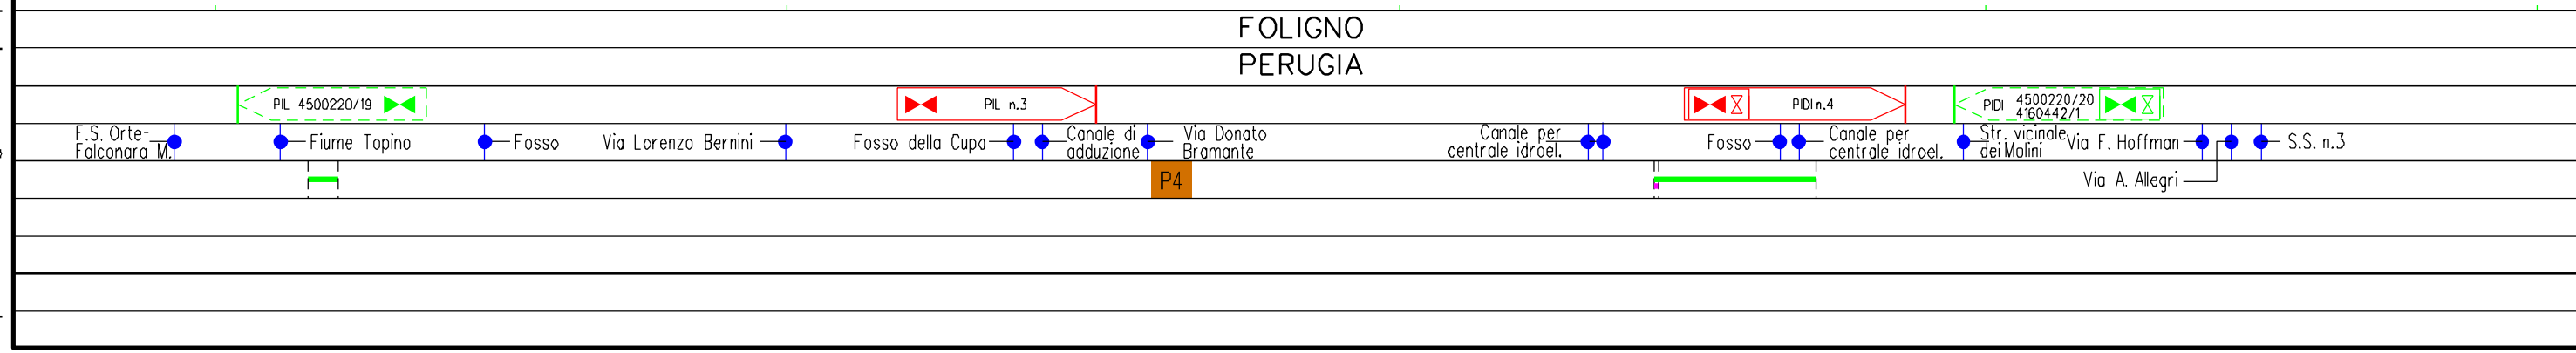 FOLIGNO
PERUGIA
PIL 4500220/19
PIL n.3
PIDI n.4
PIDI 4500220/20
4160442/1
F.S. Orte-
Falconara M.
Fiume Topino
Fosso
Via Lorenzo Bernini
Fosso della Cupa
Canale di
adduzione
Via Donato
Bramante
Canale per
centrale idroel.
Fosso
Canale per
centrale idroel.
Str. vicinale
dei Molini
Via F. Hoffman
S.S. n.3
P4
Via A. Allegri